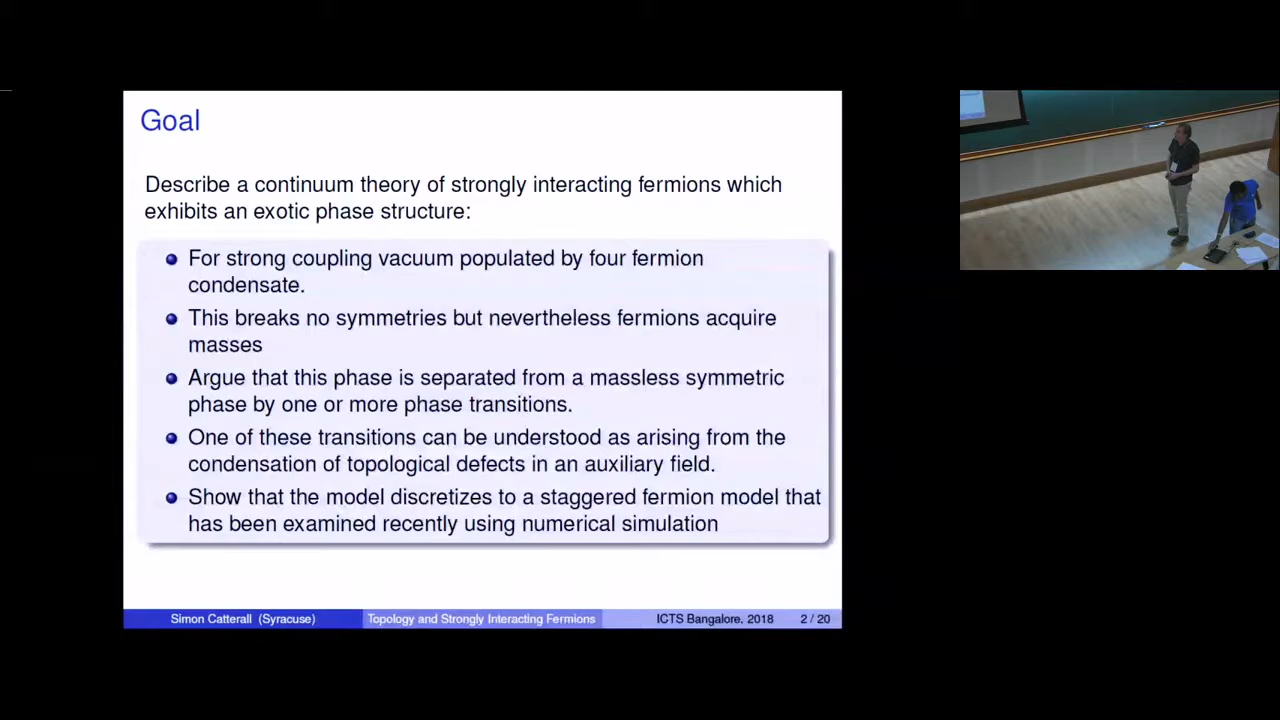 Goal
Describe a continuum theory of strongly interacting fermions which
exhibits an exotic phase structure:
For strong coupling vacuum populated by four fermion
condensate.
This breaks no symmetries but nevertheless fermions acquire
masses
Argue that this phase is separated from a massless symmetric
phase by one or more phase transitions.
One of these transitions can be understood as arising from the
condensation of topological defects in an auxiliary field.
Show that the model discretizes to a staggered fermion model that
has been examined recently using numerical simulation
Simon Catterall (Syracuse) Topology and Strongly Interacting Fermions ICTS Bangalore, 2018 2 / 20